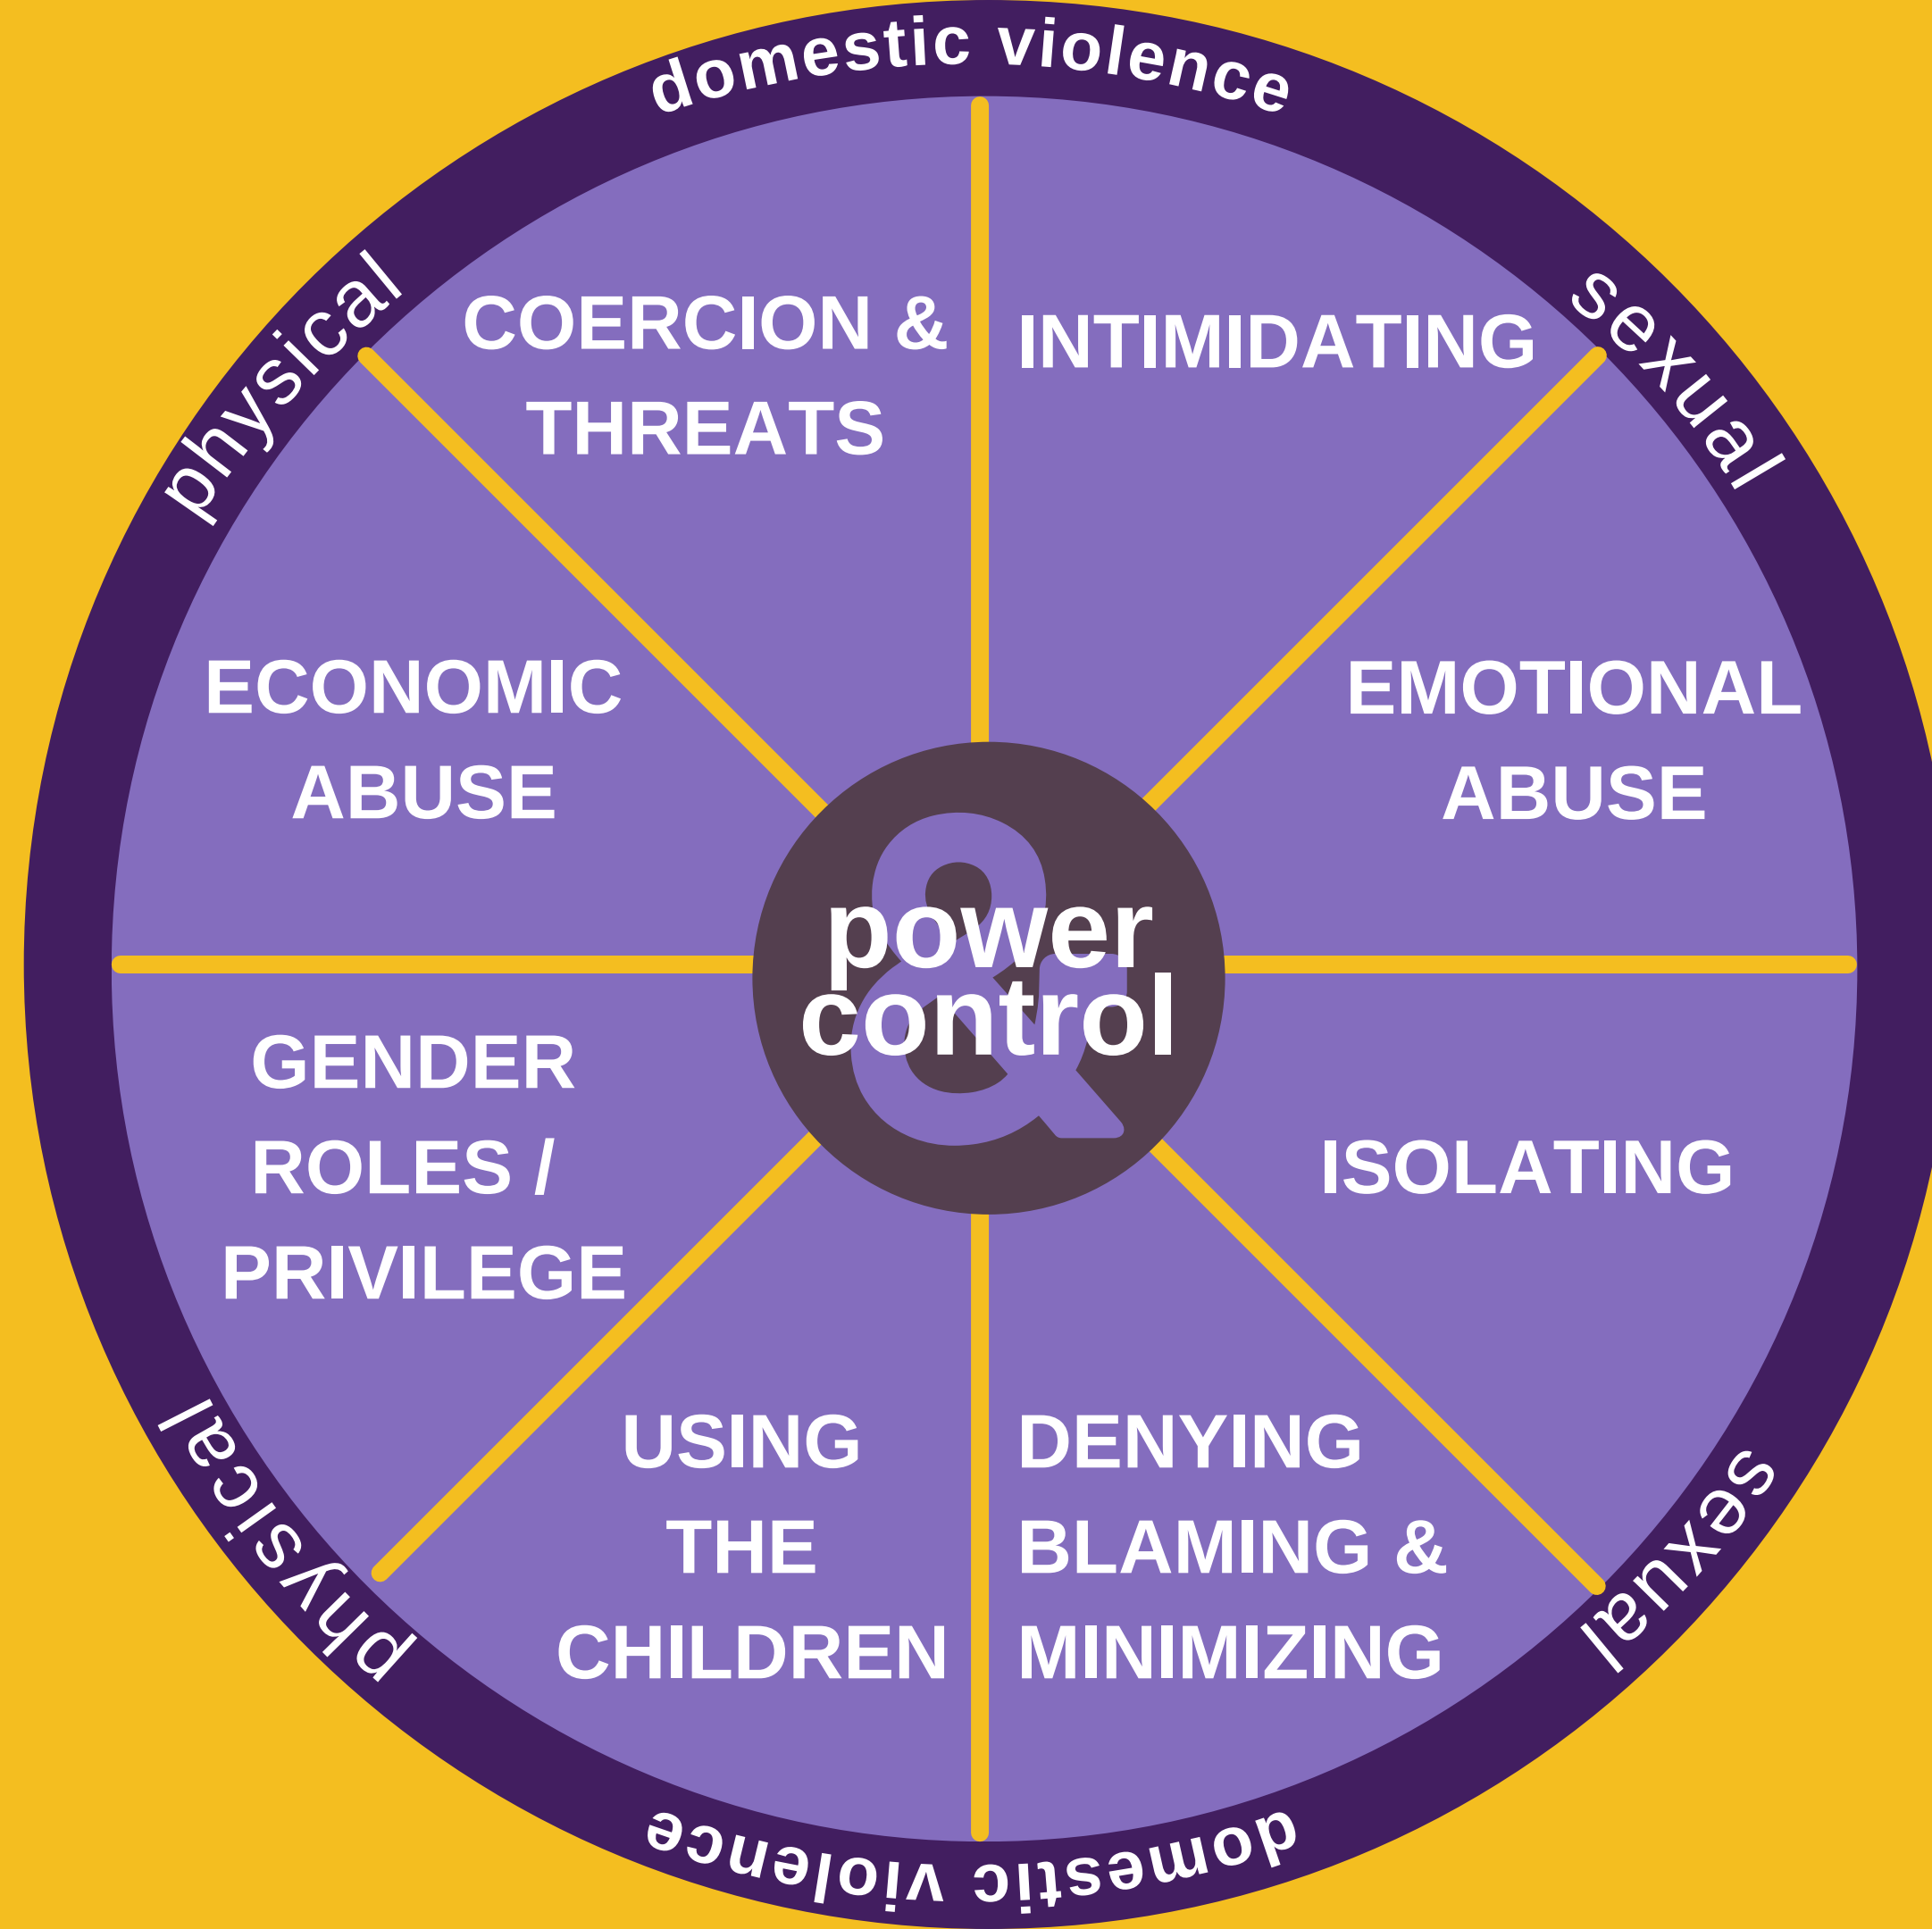 domestic violence
physical
sexual
COERCION &
THREATS
INTIMIDATING
ECONOMIC
ABUSE
EMOTIONAL
ABUSE
&
power
control
GENDER
ROLES /
PRIVILEGE
ISOLATING
USING
THE
CHILDREN
DENYING
BLAMING &
MINIMIZING
physical
sexual
domestic violence